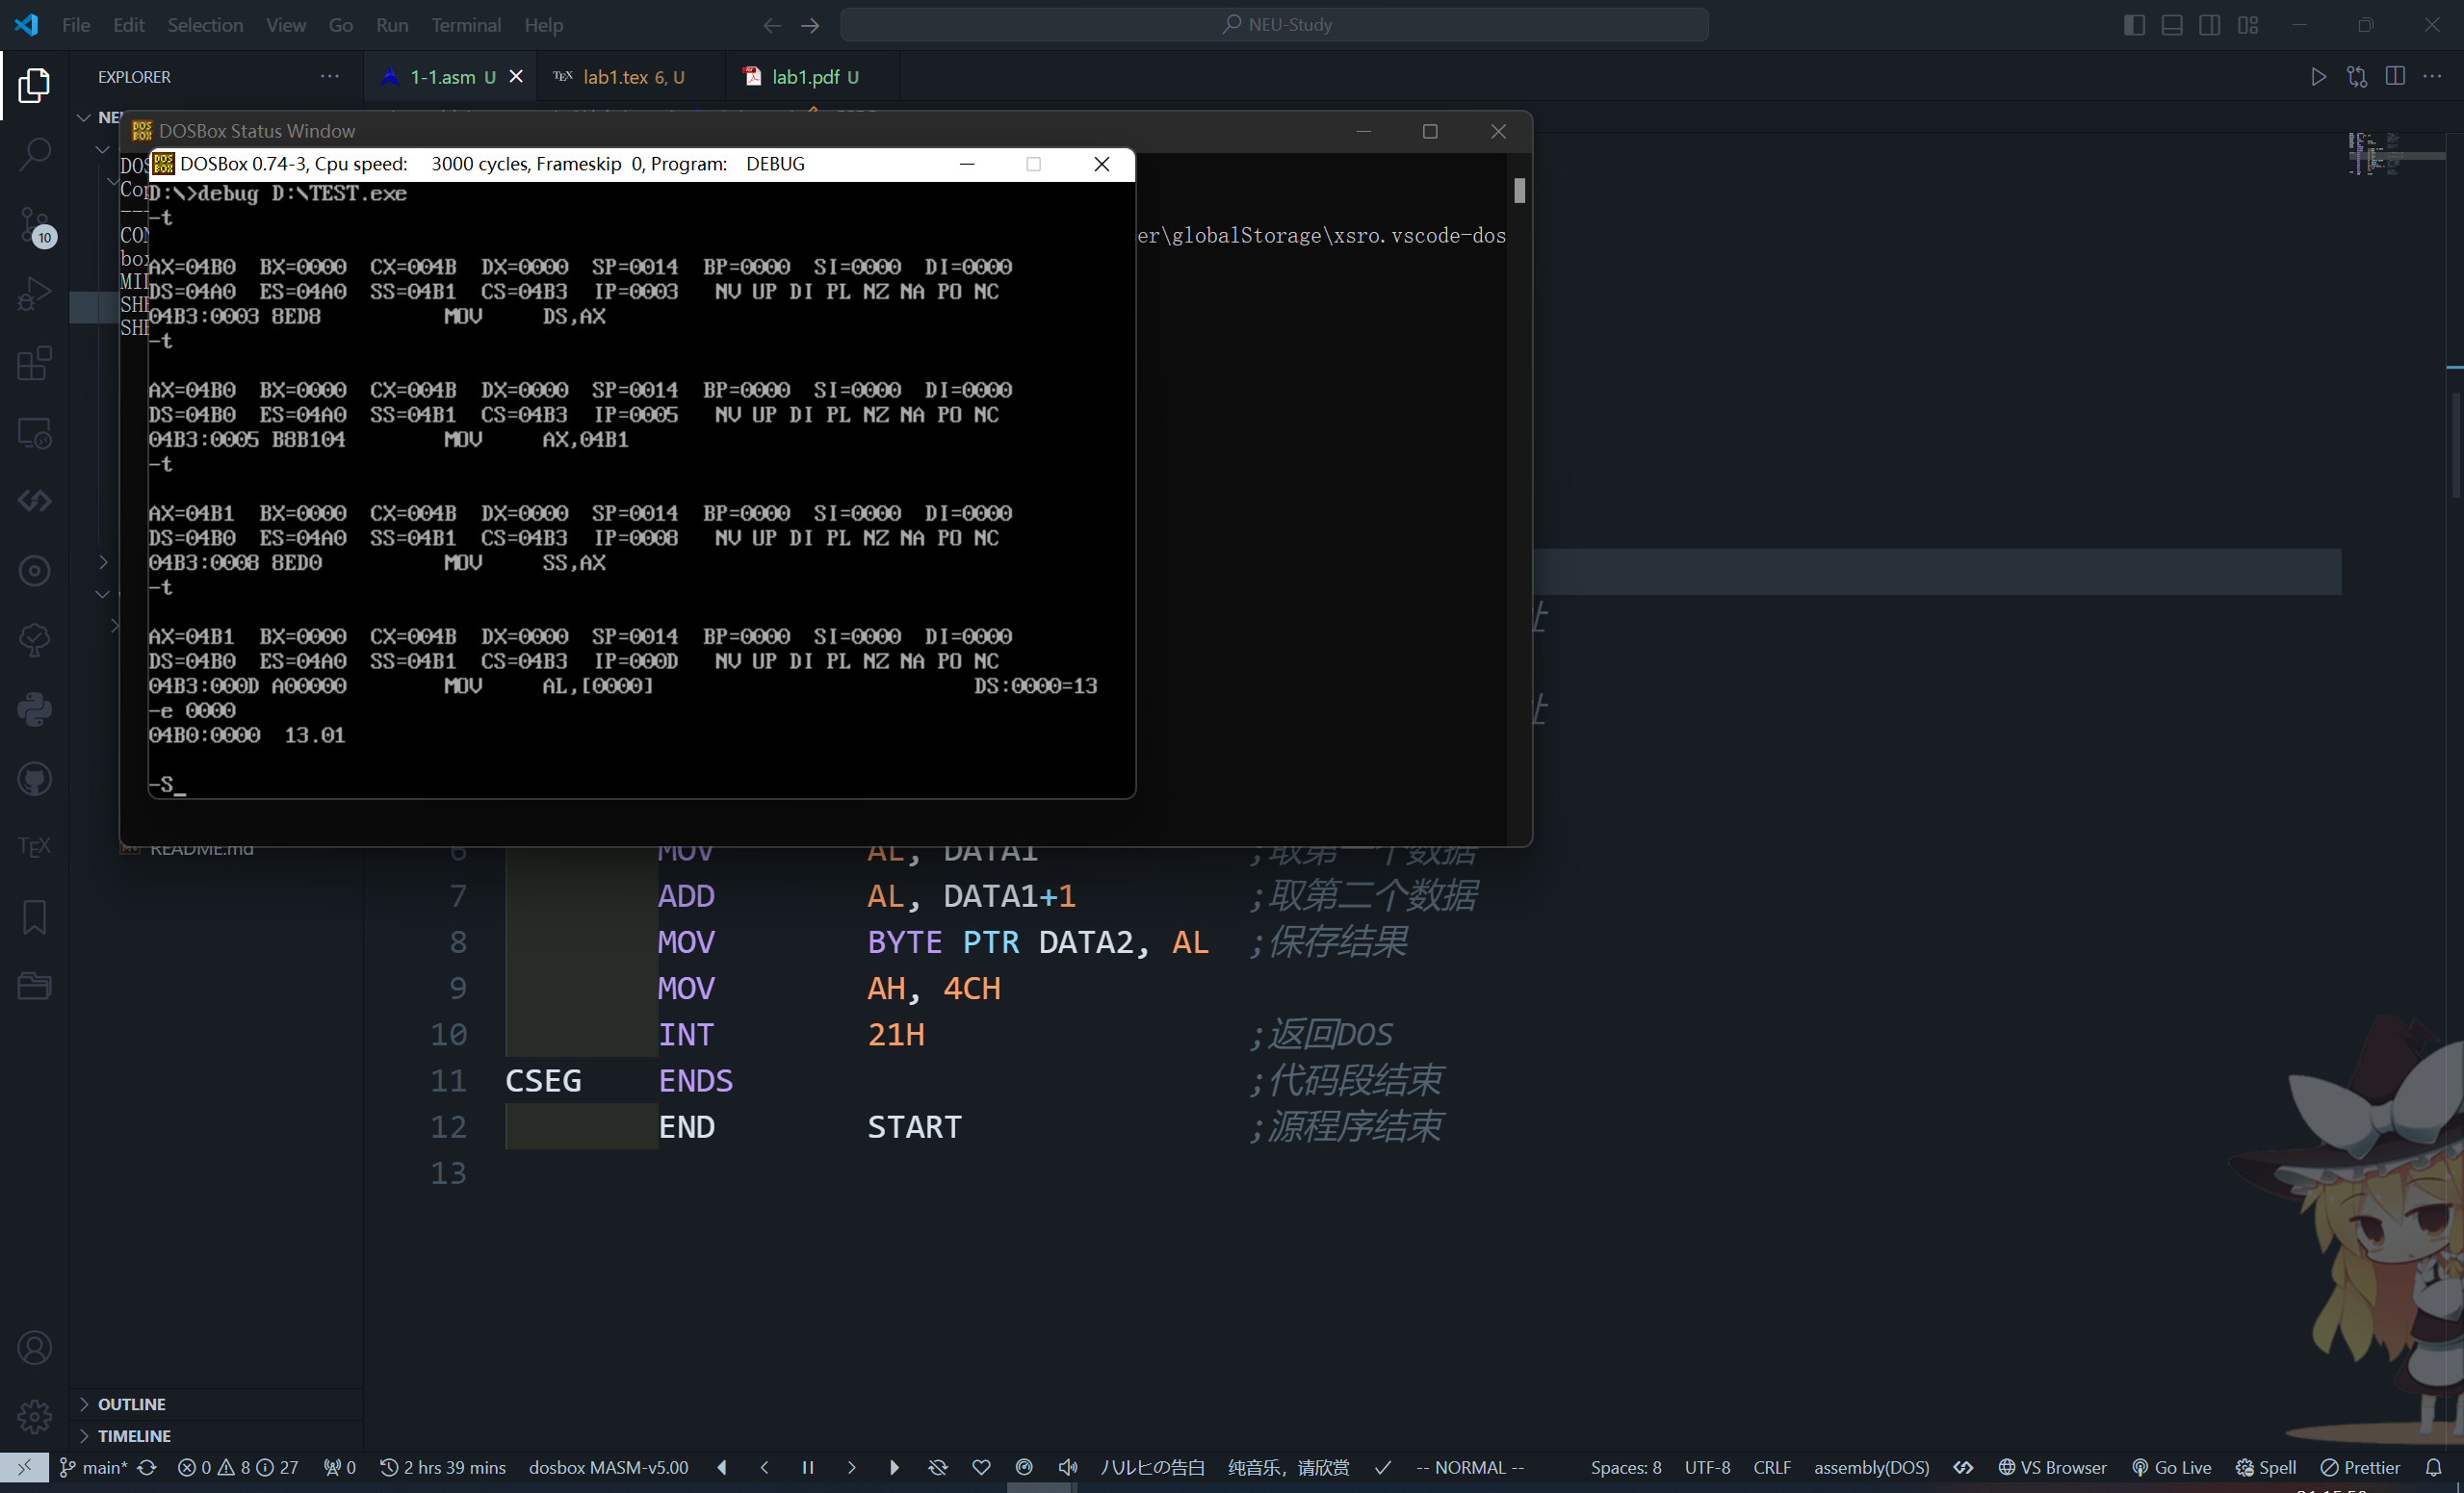 File Edit Selection View Go Run Terminal Help
NEU-Study
EXPLORER
1-1.asm U
TEX lab1.tex 6, U
lab1.pdf U
DOSBox Status Window
er\globalStorage\xsro.vscode-dos
DOSBox 0.74-3, Cpu speed: 3000 cycles, Frameskip 0, Program: DEBUG
D:\>debug D:\TEST.exe
-t
AX=04B0 BX=0000 CX=004B DX=0000 SP=0014 BP=0000 SI=0000 DI=0000
DS=04A0 ES=04A0 SS=04B1 CS=04B3 IP=0003 NV UP DI PL NZ NA PO NC
04B3:0003 8ED8 MOV DS,AX
-t
AX=04B0 BX=0000 CX=004B DX=0000 SP=0014 BP=0000 SI=0000 DI=0000
DS=04B0 ES=04A0 SS=04B1 CS=04B3 IP=0005 NV UP DI PL NZ NA PO NC
04B3:0005 B8B104 MOV AX,04B1
-t
AX=04B1 BX=0000 CX=004B DX=0000 SP=0014 BP=0000 SI=0000 DI=0000
DS=04B0 ES=04A0 SS=04B1 CS=04B3 IP=0008 NV UP DI PL NZ NA PO NC
04B3:0008 8ED0 MOV SS,AX
-t
AX=04B1 BX=0000 CX=004B DX=0000 SP=0014 BP=0000 SI=0000 DI=0000
DS=04B0 ES=04A0 SS=04B1 CS=04B3 IP=000D NV UP DI PL NZ NA PO NC
04B3:000D A00000 MOV AL,[0000] DS:0000=13
-e 0000
04B0:0000 13.01
-S_
README.md
6 MOV AL, DATA1 ;取第一个数据
7 ADD AL, DATA1+1 ;取第二个数据
8 MOV BYTE PTR DATA2, AL ;保存结果
9 MOV AH, 4CH
10 INT 21H ;返回DOS
11 CSEG ENDS ;代码段结束
12 END START ;源程序结束
13
10
TEX
OUTLINE
TIMELINE
main* 0 8 27 0 2 hrs 39 mins dosbox MASM-v5.00 ハルヒの告白 纯音乐，请欣赏 -- NORMAL -- Spaces: 8 UTF-8 CRLF assembly(DOS) VS Browser Go Live Spell Prettier